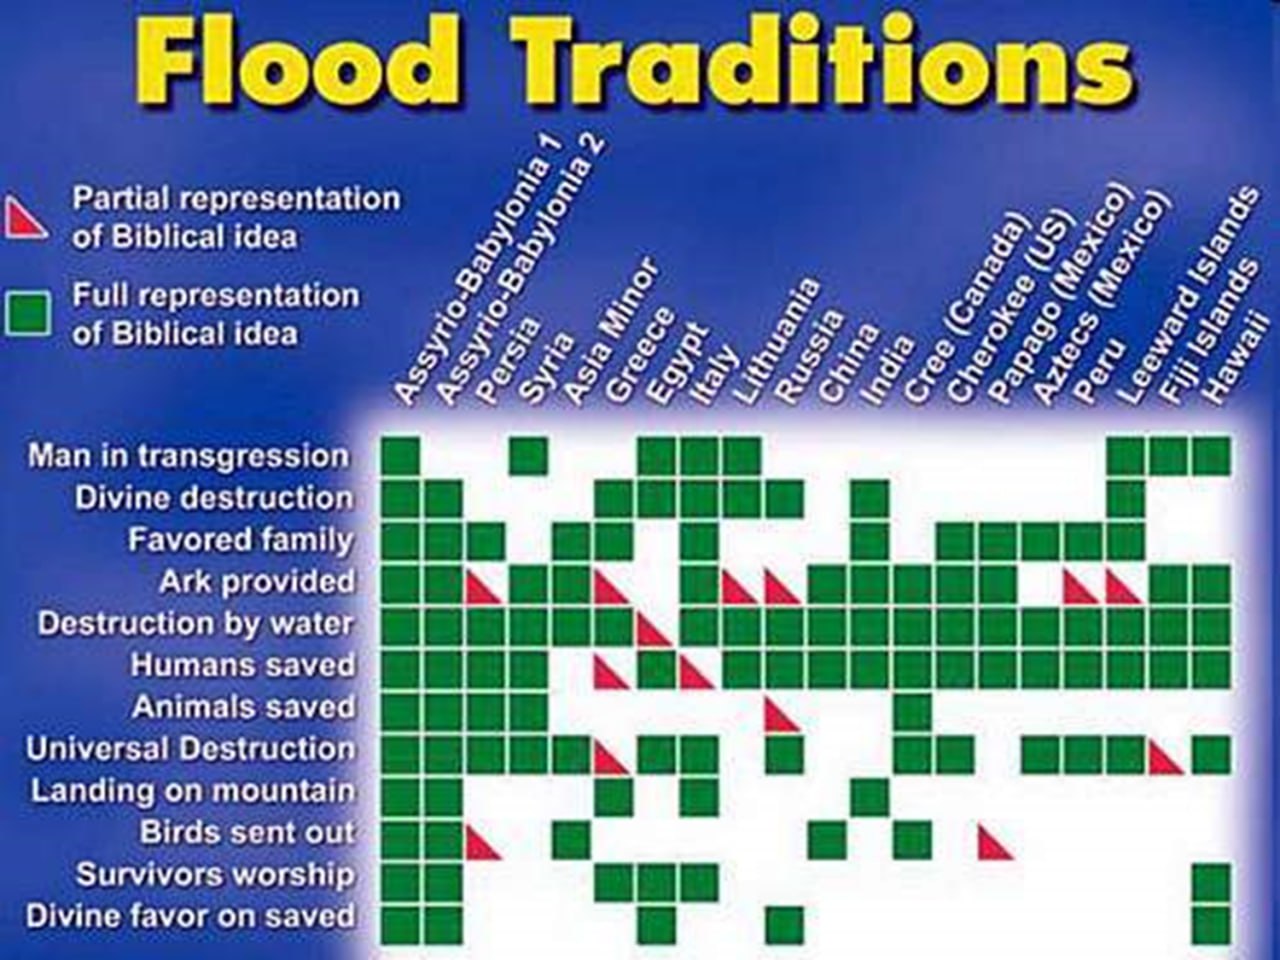 Flood Traditions
Partial representation
of Biblical idea
Full representation
of Biblical idea
Assyrio-Babylonia 1
Assyrio-Babylonia 2
Persia
Syria
Asia Minor
Greece
Egypt
Italy
Lithuania
Russia
China
India
Cree (Canada)
Cherokee (US)
Papago (Mexico)
Aztecs (Mexico)
Peru
Leeward Islands
Fiji Islands
Hawaii
Man in transgression
Divine destruction
Favored family
Ark provided
Destruction by water
Humans saved
Animals saved
Universal Destruction
Landing on mountain
Birds sent out
Survivors worship
Divine favor on saved